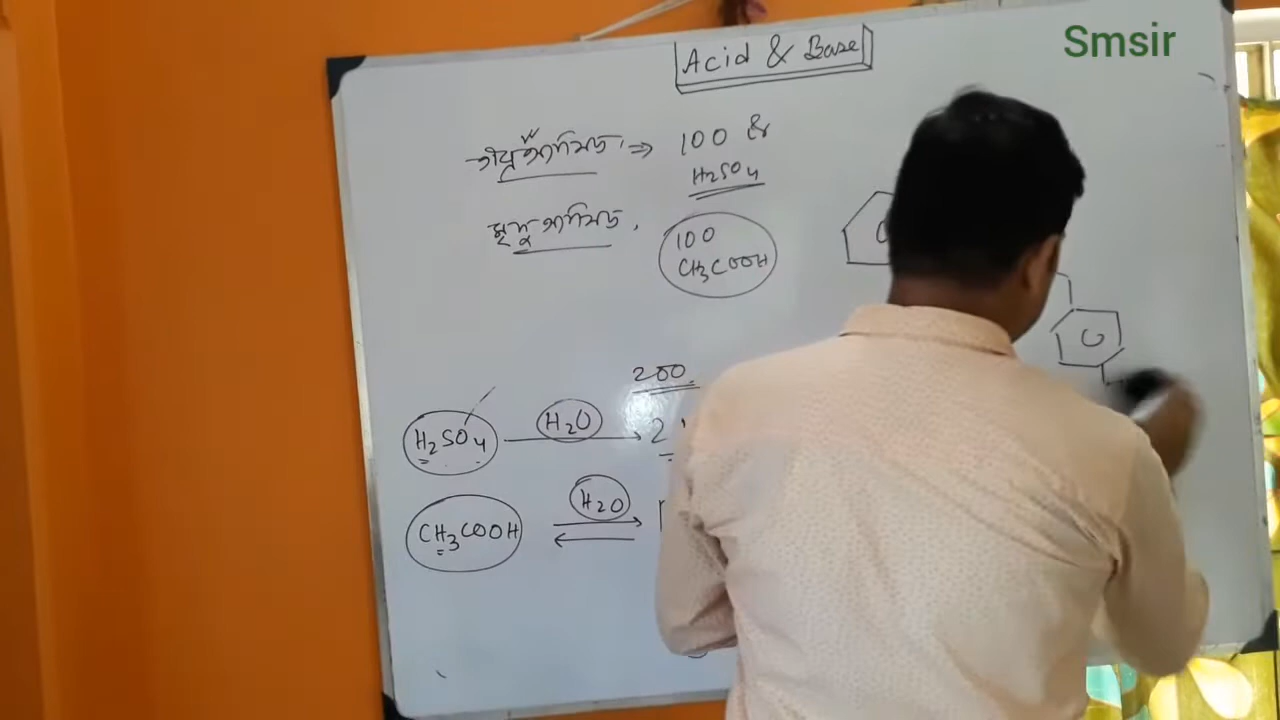 Smsir
Acid & Base
তীব্র অ্যাসিড, ⇒ 100 টি
H₂SO₄
মৃদু অ্যাসিড,
100
CH₃COOH
200
H₂SO₄ H₂O → 2
CH₃COOH H₂O ⇌